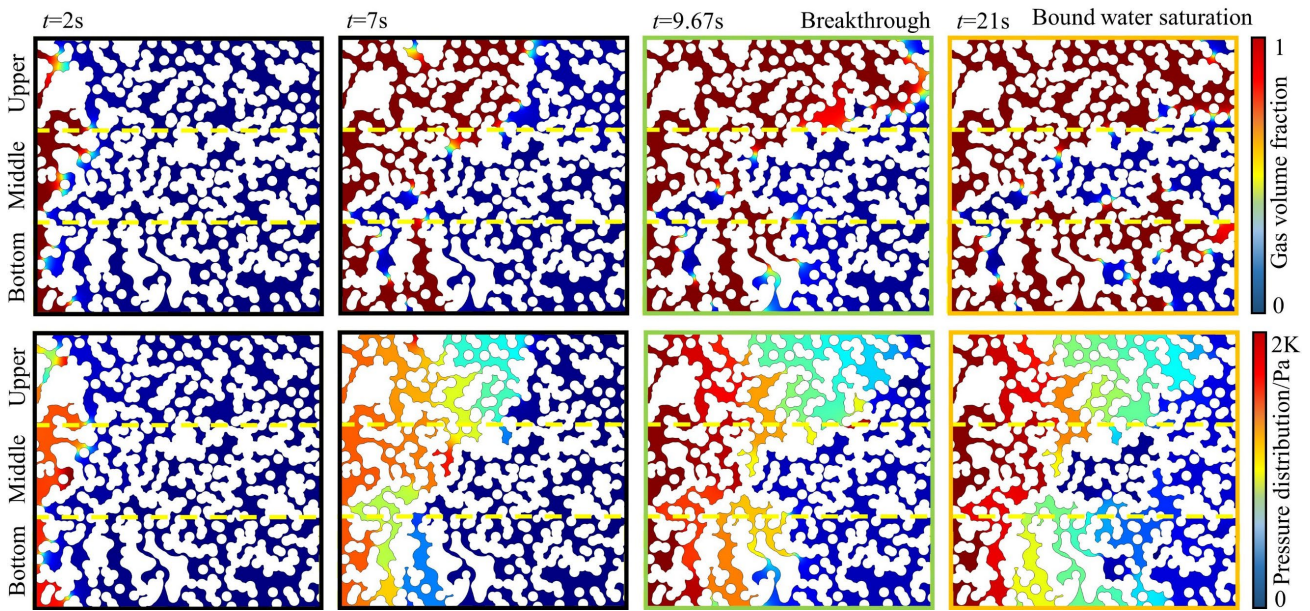 t=2s
t=7s
t=9.67s
Breakthrough
t=21s
Bound water saturation
Upper
Middle
Bottom
1
Gas volume fraction
0
Upper
Middle
Bottom
2K
Pressure distribution/Pa
0